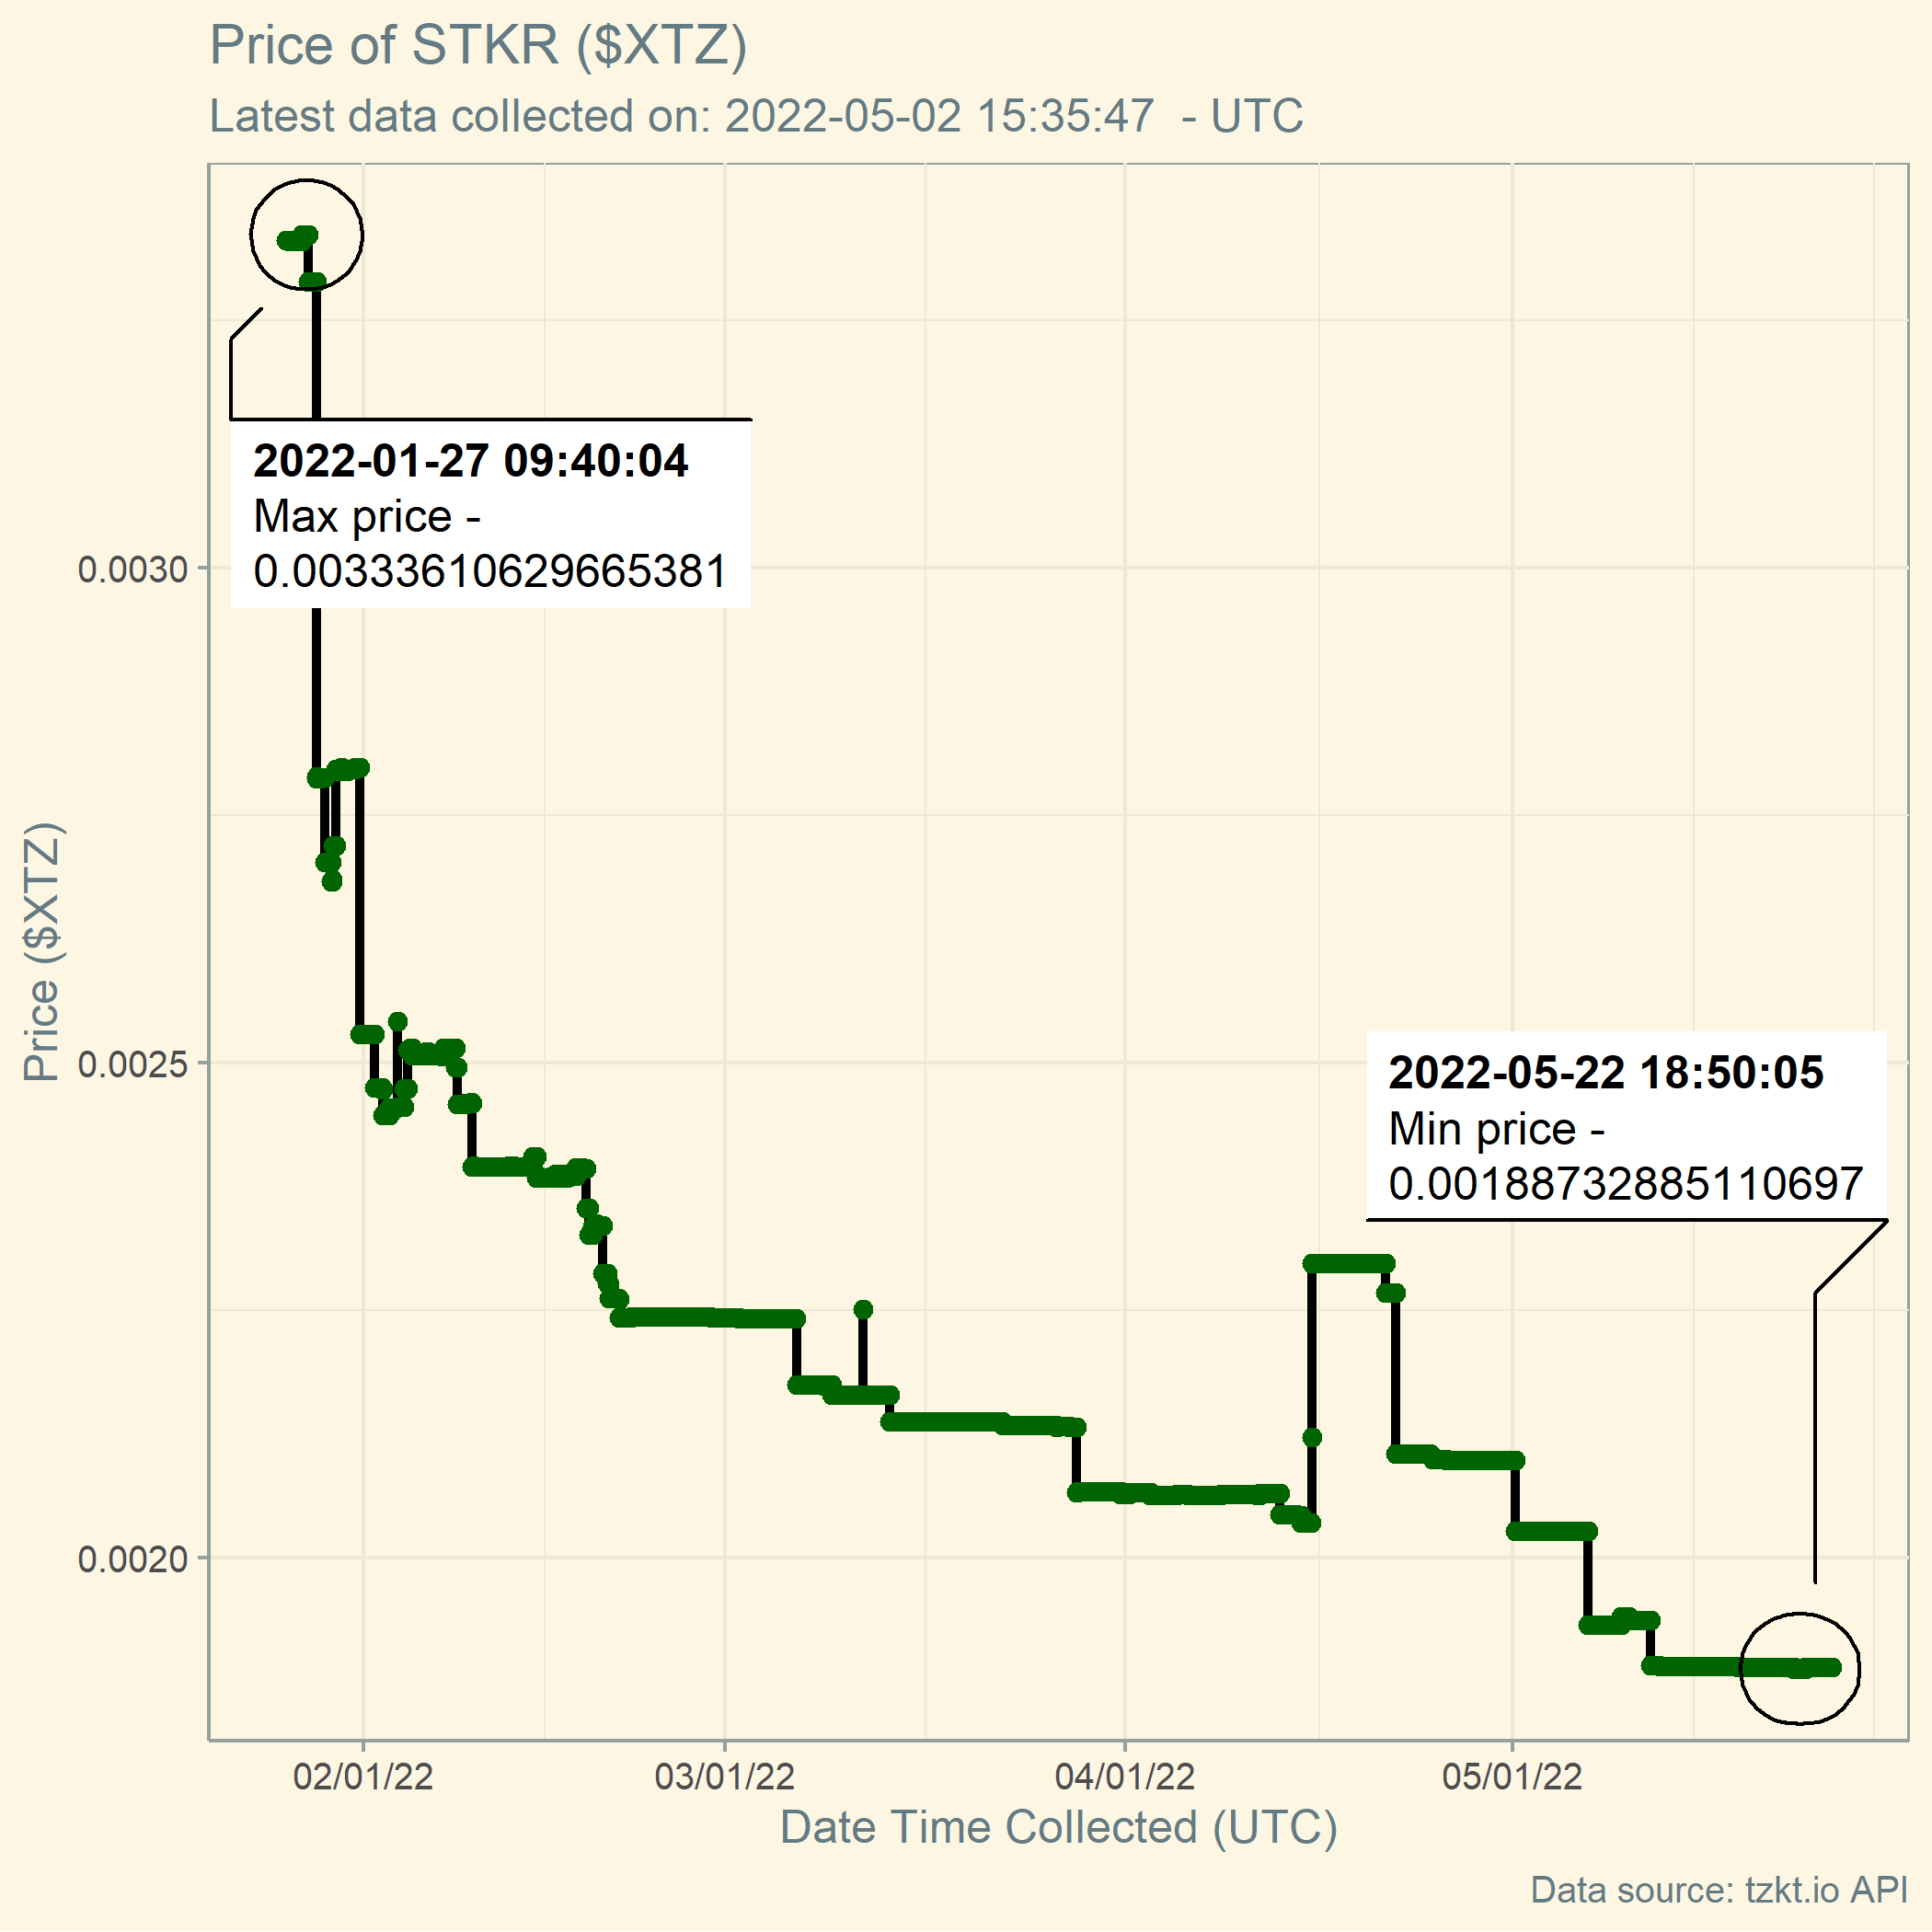 Price of STKR ($XTZ)
Latest data collected on: 2022-05-02 15:35:47  - UTC
2022-01-27 09:40:04
Max price -
0.00333610629665381
0.0030
0.0025
0.0020
Price ($XTZ)
2022-05-22 18:50:05
Min price -
0.00188732885110697
02/01/22
03/01/22
04/01/22
05/01/22
Date Time Collected (UTC)
Data source: tzkt.io API